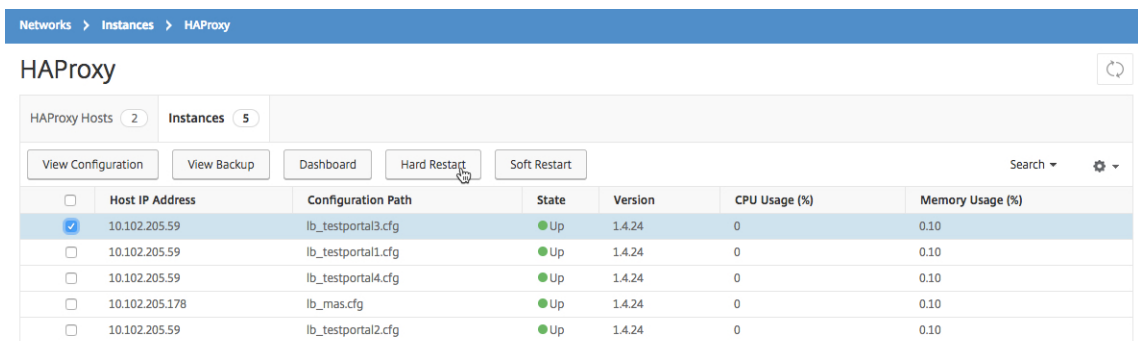 Networks > Instances > HAProxy
HAProxy
HAProxy Hosts 2 Instances 5
View Configuration View Backup Dashboard Hard Restart Soft Restart Search
Host IP Address Configuration Path State Version CPU Usage (%) Memory Usage (%)
10.102.205.59 lb_testportal3.cfg Up 1.4.24 0 0.10
10.102.205.59 lb_testportal1.cfg Up 1.4.24 0 0.10
10.102.205.59 lb_testportal4.cfg Up 1.4.24 0 0.10
10.102.205.178 lb_mas.cfg Up 1.4.24 0 0.10
10.102.205.59 lb_testportal2.cfg Up 1.4.24 0 0.10